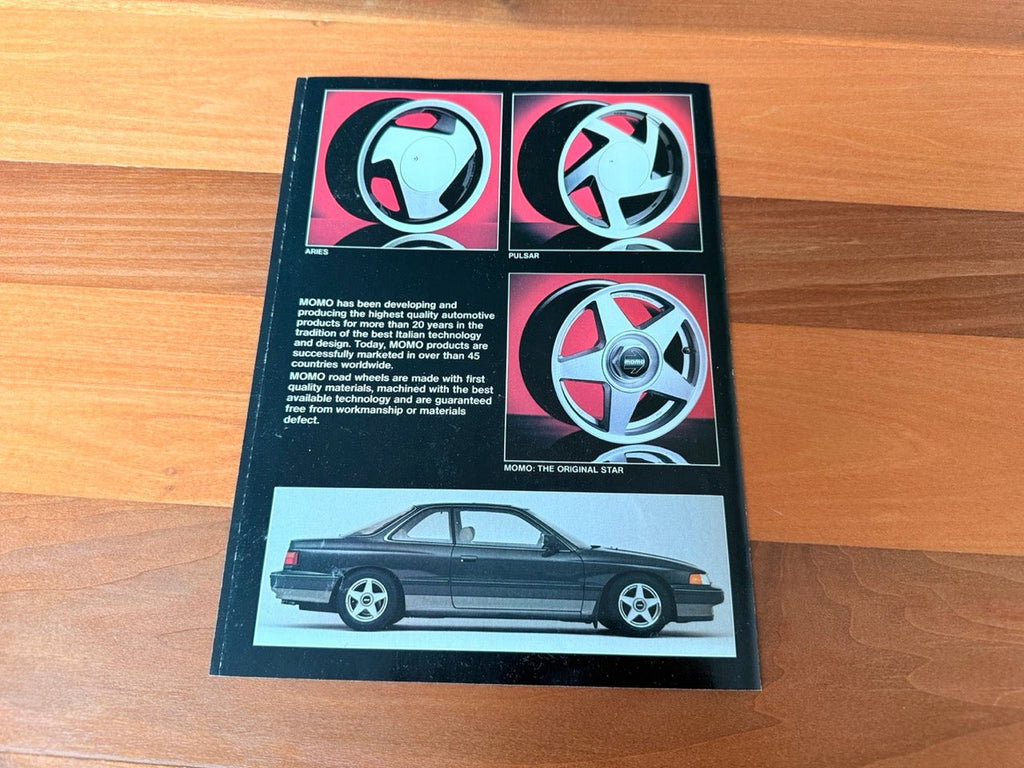 ARIES
PULSAR
MOMO has been developing and
producing the highest quality automotive
products for more than 20 years in the
tradition of the best Italian technology
and design. Today, MOMO products are
successfully marketed in over than 45
countries worldwide.
MOMO road wheels are made with first
quality materials, machined with the best
available technology and are guaranteed
free from workmanship or materials
defect.
MOMO
MOMO: THE ORIGINAL STAR